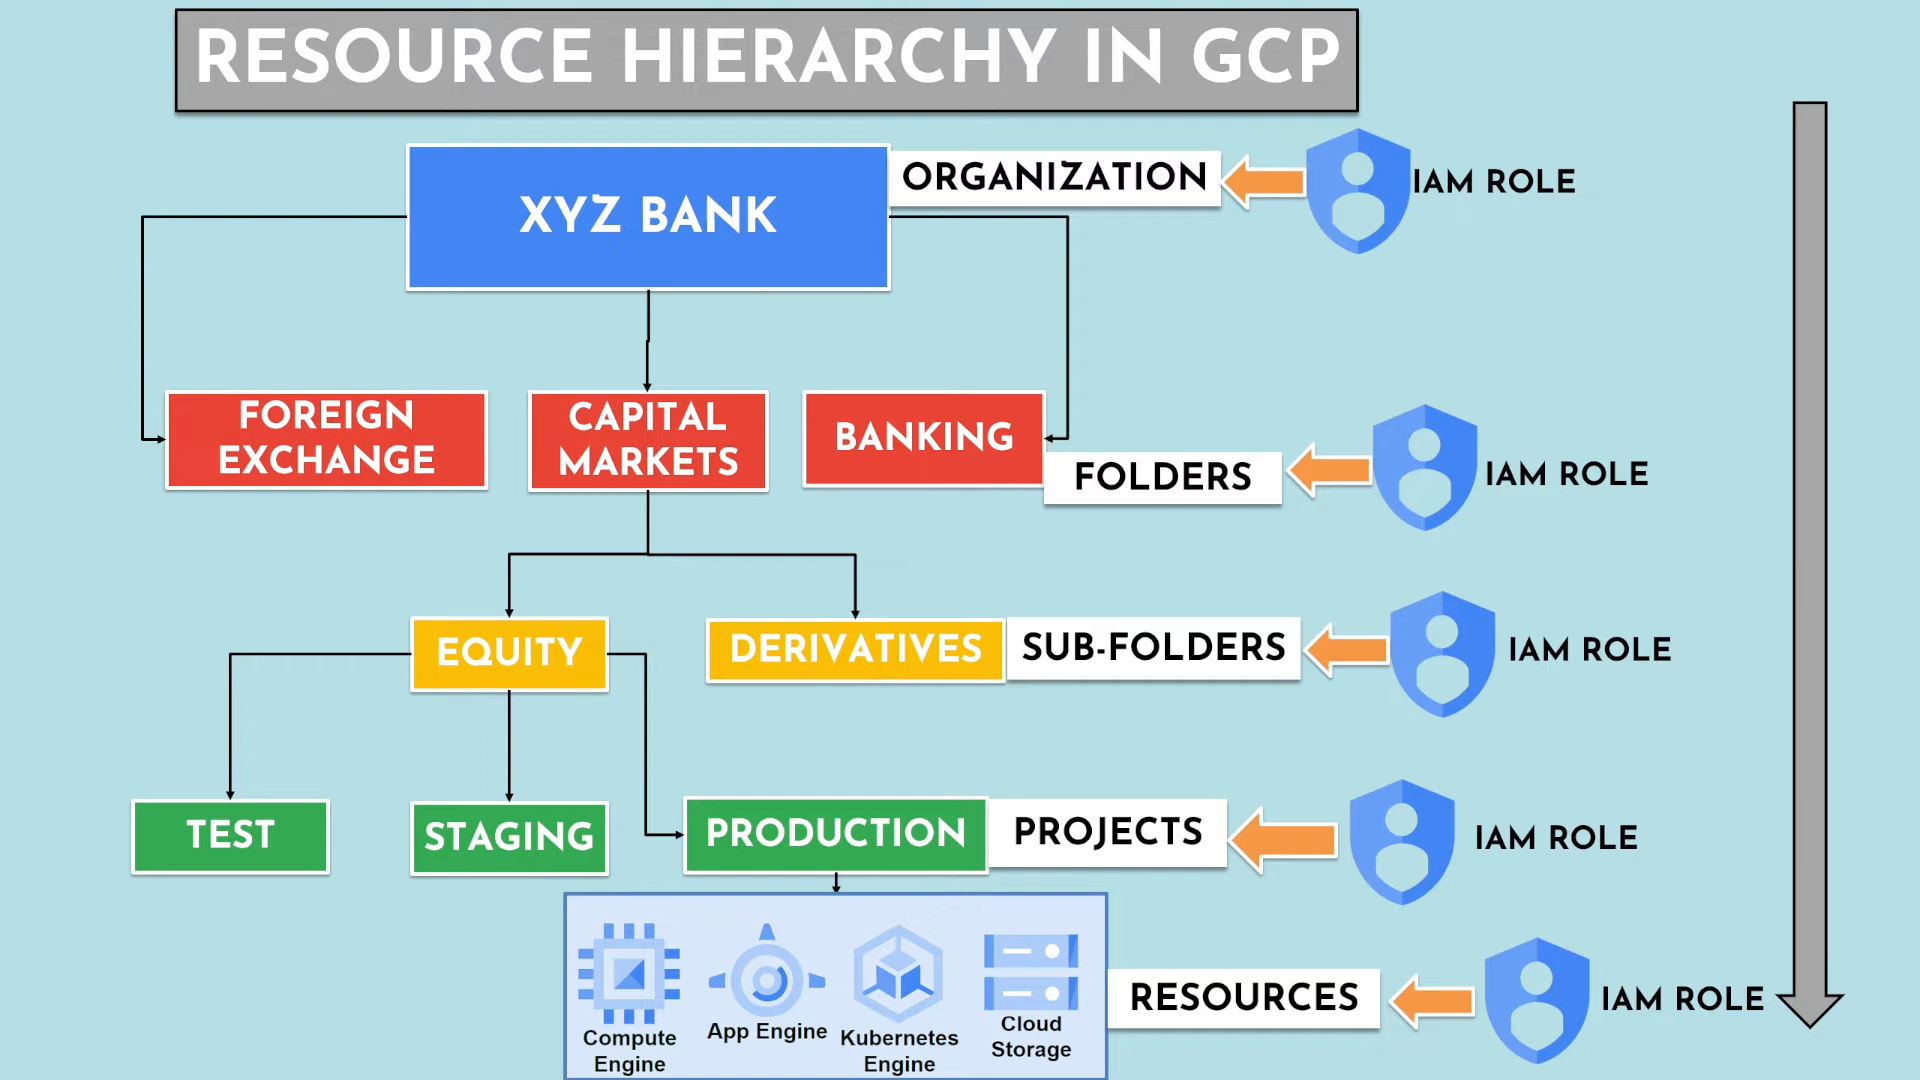 RESOURCE HIERARCHY IN GCP
XYZ BANK
ORGANIZATION
IAM ROLE
FOREIGN
EXCHANGE
CAPITAL
MARKETS
BANKING
FOLDERS
IAM ROLE
EQUITY
DERIVATIVES
SUB-FOLDERS
IAM ROLE
TEST
STAGING
PRODUCTION
PROJECTS
IAM ROLE
Compute
Engine
App Engine
Kubernetes
Engine
Cloud
Storage
RESOURCES
IAM ROLE